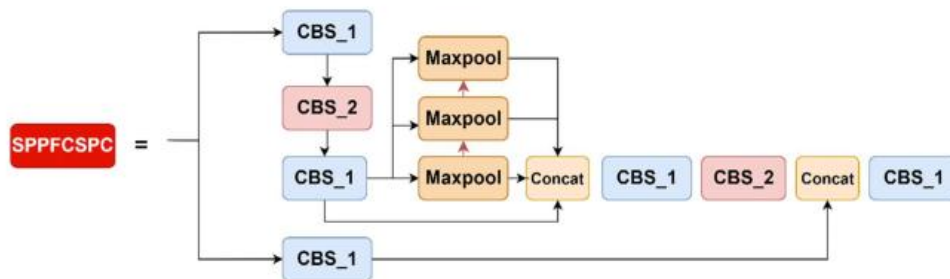 CBS_1
Maxpool
CBS_2
Maxpool
SPPFCSPC =
CBS_1 Maxpool Concat CBS_1 CBS_2 Concat CBS_1
CBS_1